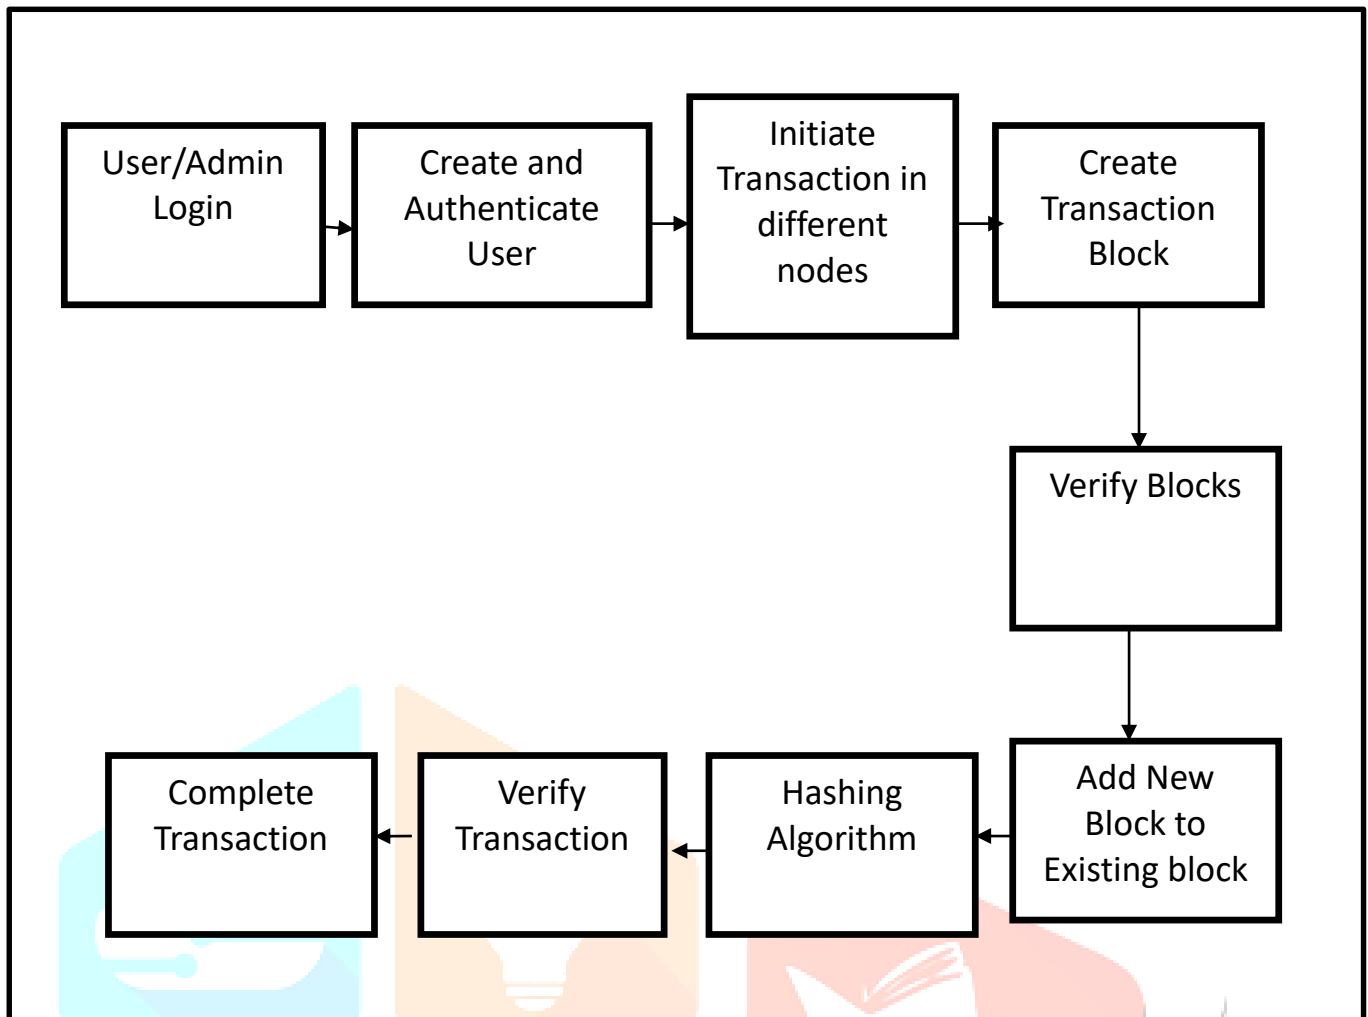 User/Admin
Login
Create and
Authenticate
User
Initiate
Transaction in
different
nodes
Create
Transaction
Block
Verify Blocks
Add New
Block to
Existing block
Hashing
Algorithm
Verify
Transaction
Complete
Transaction